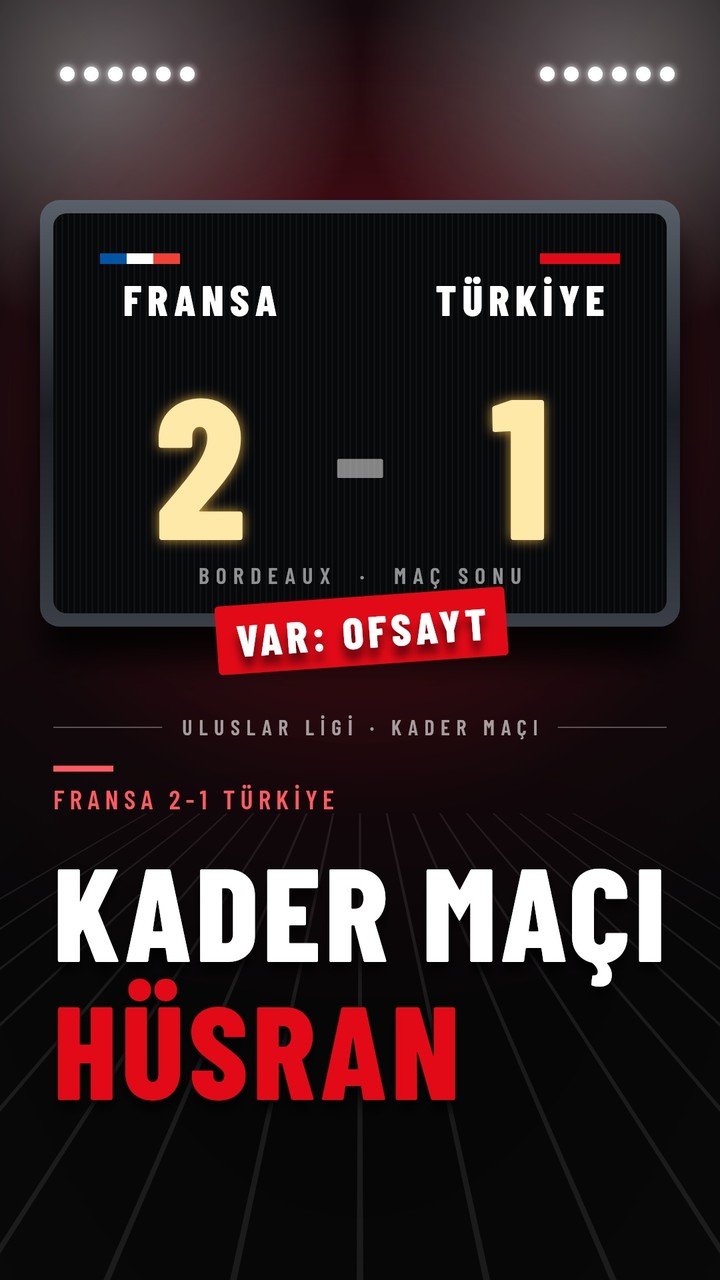 FRANSA
TÜRKİYE
2 - 1
BORDEAUX · MAÇ SONU
VAR: OFSAYT
ULUSLAR LİGİ · KADER MAÇI
FRANSA 2-1 TÜRKİYE
KADER MAÇI
HÜSRAN